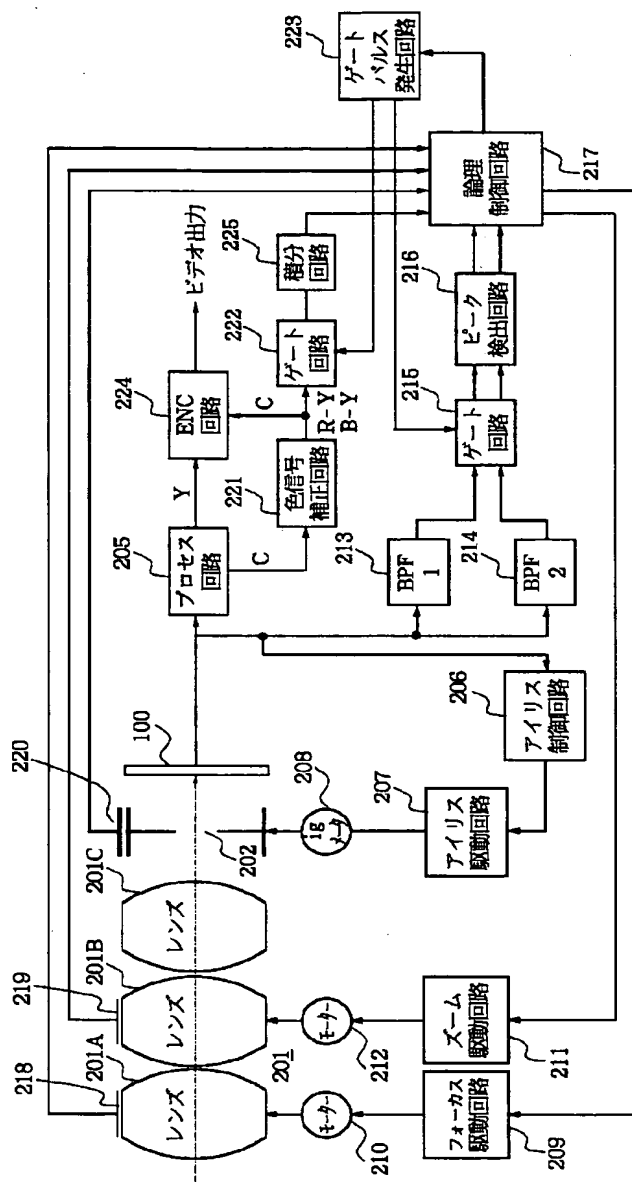 218
201A
219
201B
201C
220
100
レンズ
レンズ
レンズ
201
202
210
モーター
212
モーター
208
ig
メータ
209
フォーカス
駆動回路
211
ズーム
駆動回路
207
アイリス
駆動回路
206
アイリス
制御回路
205
プロセス
回路
Y
C
224
ENC
回路
ビデオ出力
C
221
色信号
補正回路
R-Y
B-Y
222
ゲート
回路
225
積分
回路
223
ゲート
パルス
発生回路
213
BPF
1
214
BPF
2
215
ゲート
回路
216
ピーク
検出回路
217
論理
制御回路